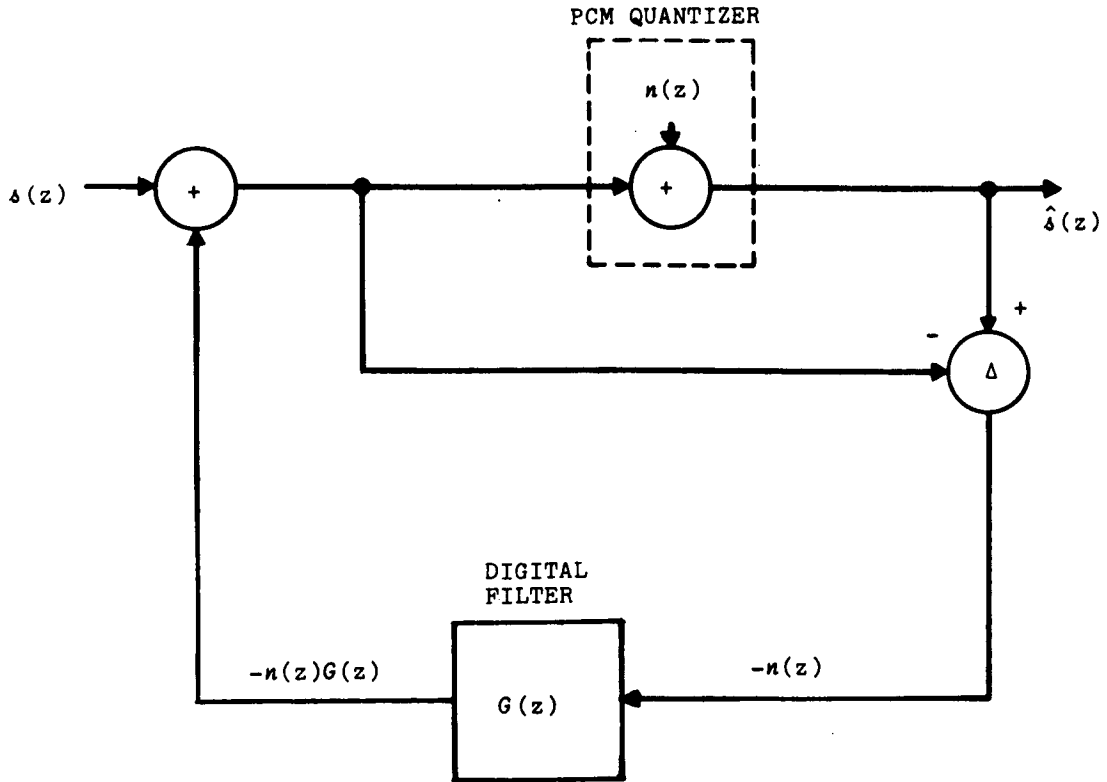 PCM QUANTIZER
n(z)
+
+
s(z)
ŝ(z)
+
-
Δ
DIGITAL
FILTER
-n(z)G(z)
-n(z)
G(z)